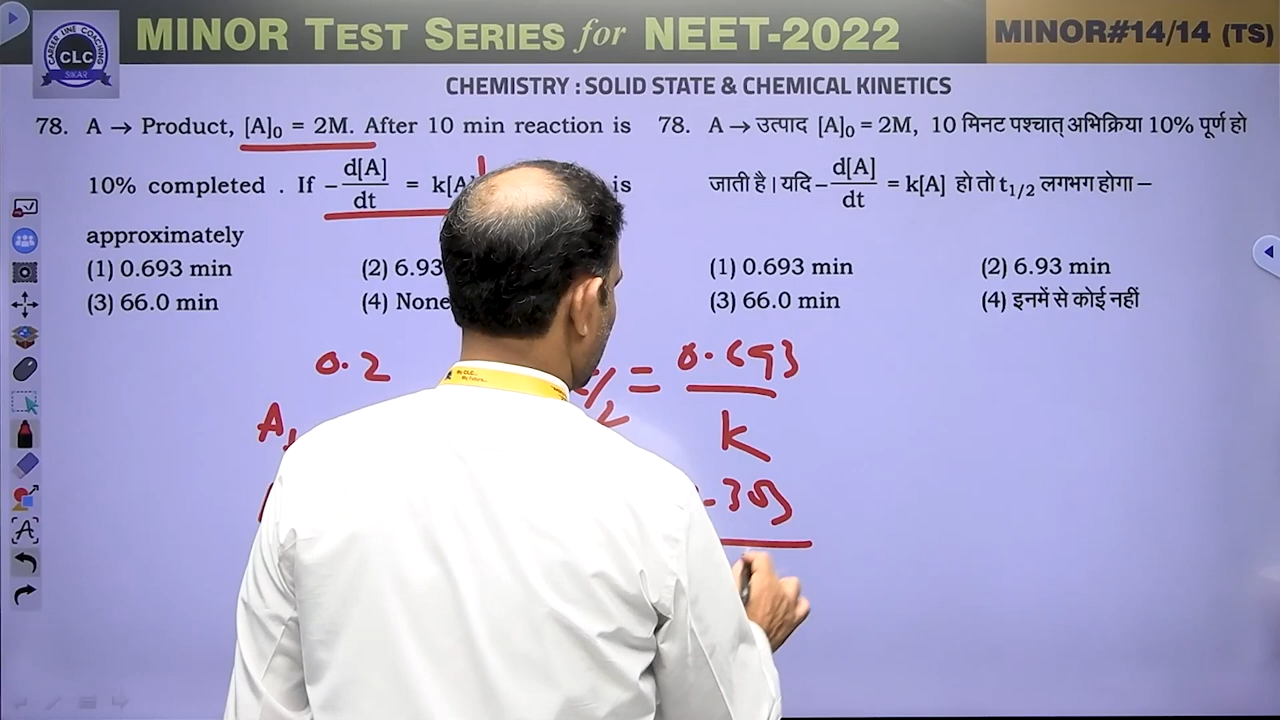 MINOR TEST SERIES for NEET-2022
MINOR#14/14 (TS)
CAREER LINE COACHING
CLC
SIKAR
CHEMISTRY : SOLID STATE & CHEMICAL KINETICS
78. A → Product, [A]₀ = 2M. After 10 min reaction is
10% completed . If −d[A]/dt = k[A] is
approximately
(1) 0.693 min (2) 6.93
(3) 66.0 min (4) None
78. A → उत्पाद [A]₀ = 2M, 10 मिनट पश्चात् अभिक्रिया 10% पूर्ण हो
जाती है। यदि −d[A]/dt = k[A] हो तो t₁/₂ लगभग होगा −
(1) 0.693 min (2) 6.93 min
(3) 66.0 min (4) इनमें से कोई नहीं
0.2
A
t/2 = 0.693
K
.303